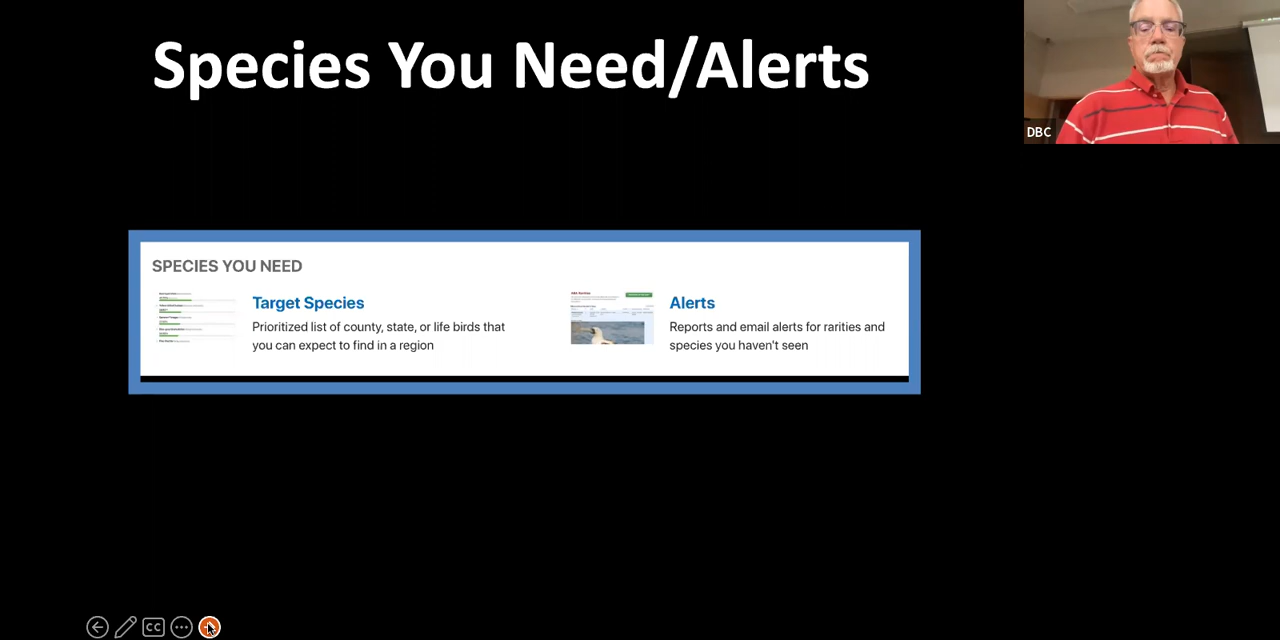 Species You Need/Alerts
DBC
SPECIES YOU NEED
Target Species
Prioritized list of county, state, or life birds that
you can expect to find in a region
Alerts
Reports and email alerts for rarities and
species you haven't seen
CC